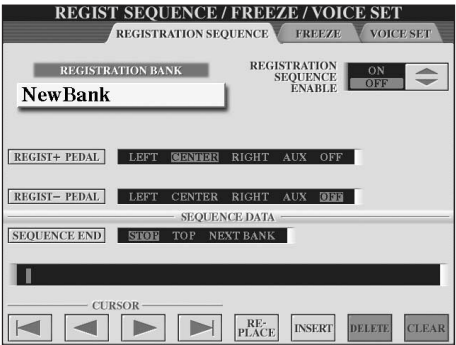 REGIST SEQUENCE / FREEZE / VOICE SET
REGISTRATION SEQUENCE FREEZE VOICE SET
REGISTRATION BANK
NewBank
REGISTRATION
SEQUENCE
ENABLE
ON
OFF
REGIST+ PEDAL LEFT CENTER RIGHT AUX OFF
REGIST− PEDAL LEFT CENTER RIGHT AUX OFF
SEQUENCE DATA
SEQUENCE END STOP TOP NEXT BANK
CURSOR
RE-
PLACE
INSERT
DELETE
CLEAR